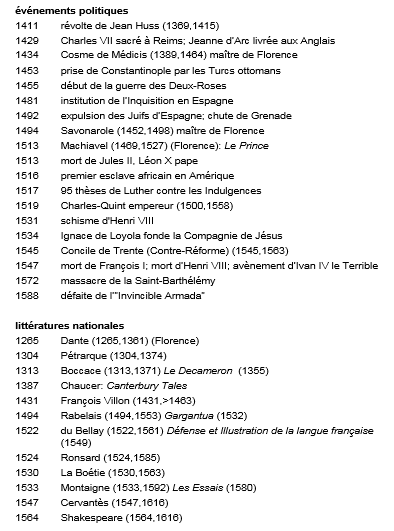 événements politiques
1411 révolte de Jean Huss (1369,1415)
1429 Charles VII sacré à Reims; Jeanne d'Arc livrée aux Anglais
1434 Cosme de Médicis (1389,1464) maître de Florence
1453 prise de Constantinople par les Turcs ottomans
1455 début de la guerre des Deux-Roses
1481 institution de l'Inquisition en Espagne
1492 expulsion des Juifs d'Espagne; chute de Grenade
1494 Savonarole (1452,1498) maître de Florence
1513 Machiavel (1469,1527) (Florence): Le Prince
1513 mort de Jules II, Léon X pape
1516 premier esclave africain en Amérique
1517 95 thèses de Luther contre les Indulgences
1519 Charles-Quint empereur (1500,1558)
1531 schisme d'Henri VIII
1534 Ignace de Loyola fonde la Compagnie de Jésus
1545 Concile de Trente (Contre-Réforme) (1545,1563)
1547 mort de François I; mort d'Henri VIII; avènement d'Ivan IV le Terrible
1572 massacre de la Saint-Barthélémy
1588 défaite de l'"Invincible Armada"
littératures nationales
1265 Dante (1265,1361) (Florence)
1304 Pétrarque (1304,1374)
1313 Boccace (1313,1371) Le Decameron (1355)
1387 Chaucer: Canterbury Tales
1431 François Villon (1431,>1463)
1494 Rabelais (1494,1553) Gargantua (1532)
1522 du Bellay (1522,1561) Défense et Illustration de la langue française
(1549)
1524 Ronsard (1524,1585)
1530 La Boétie (1530,1563)
1533 Montaigne (1533,1592) Les Essais (1580)
1547 Cervantès (1547,1616)
1564 Shakespeare (1564,1616)